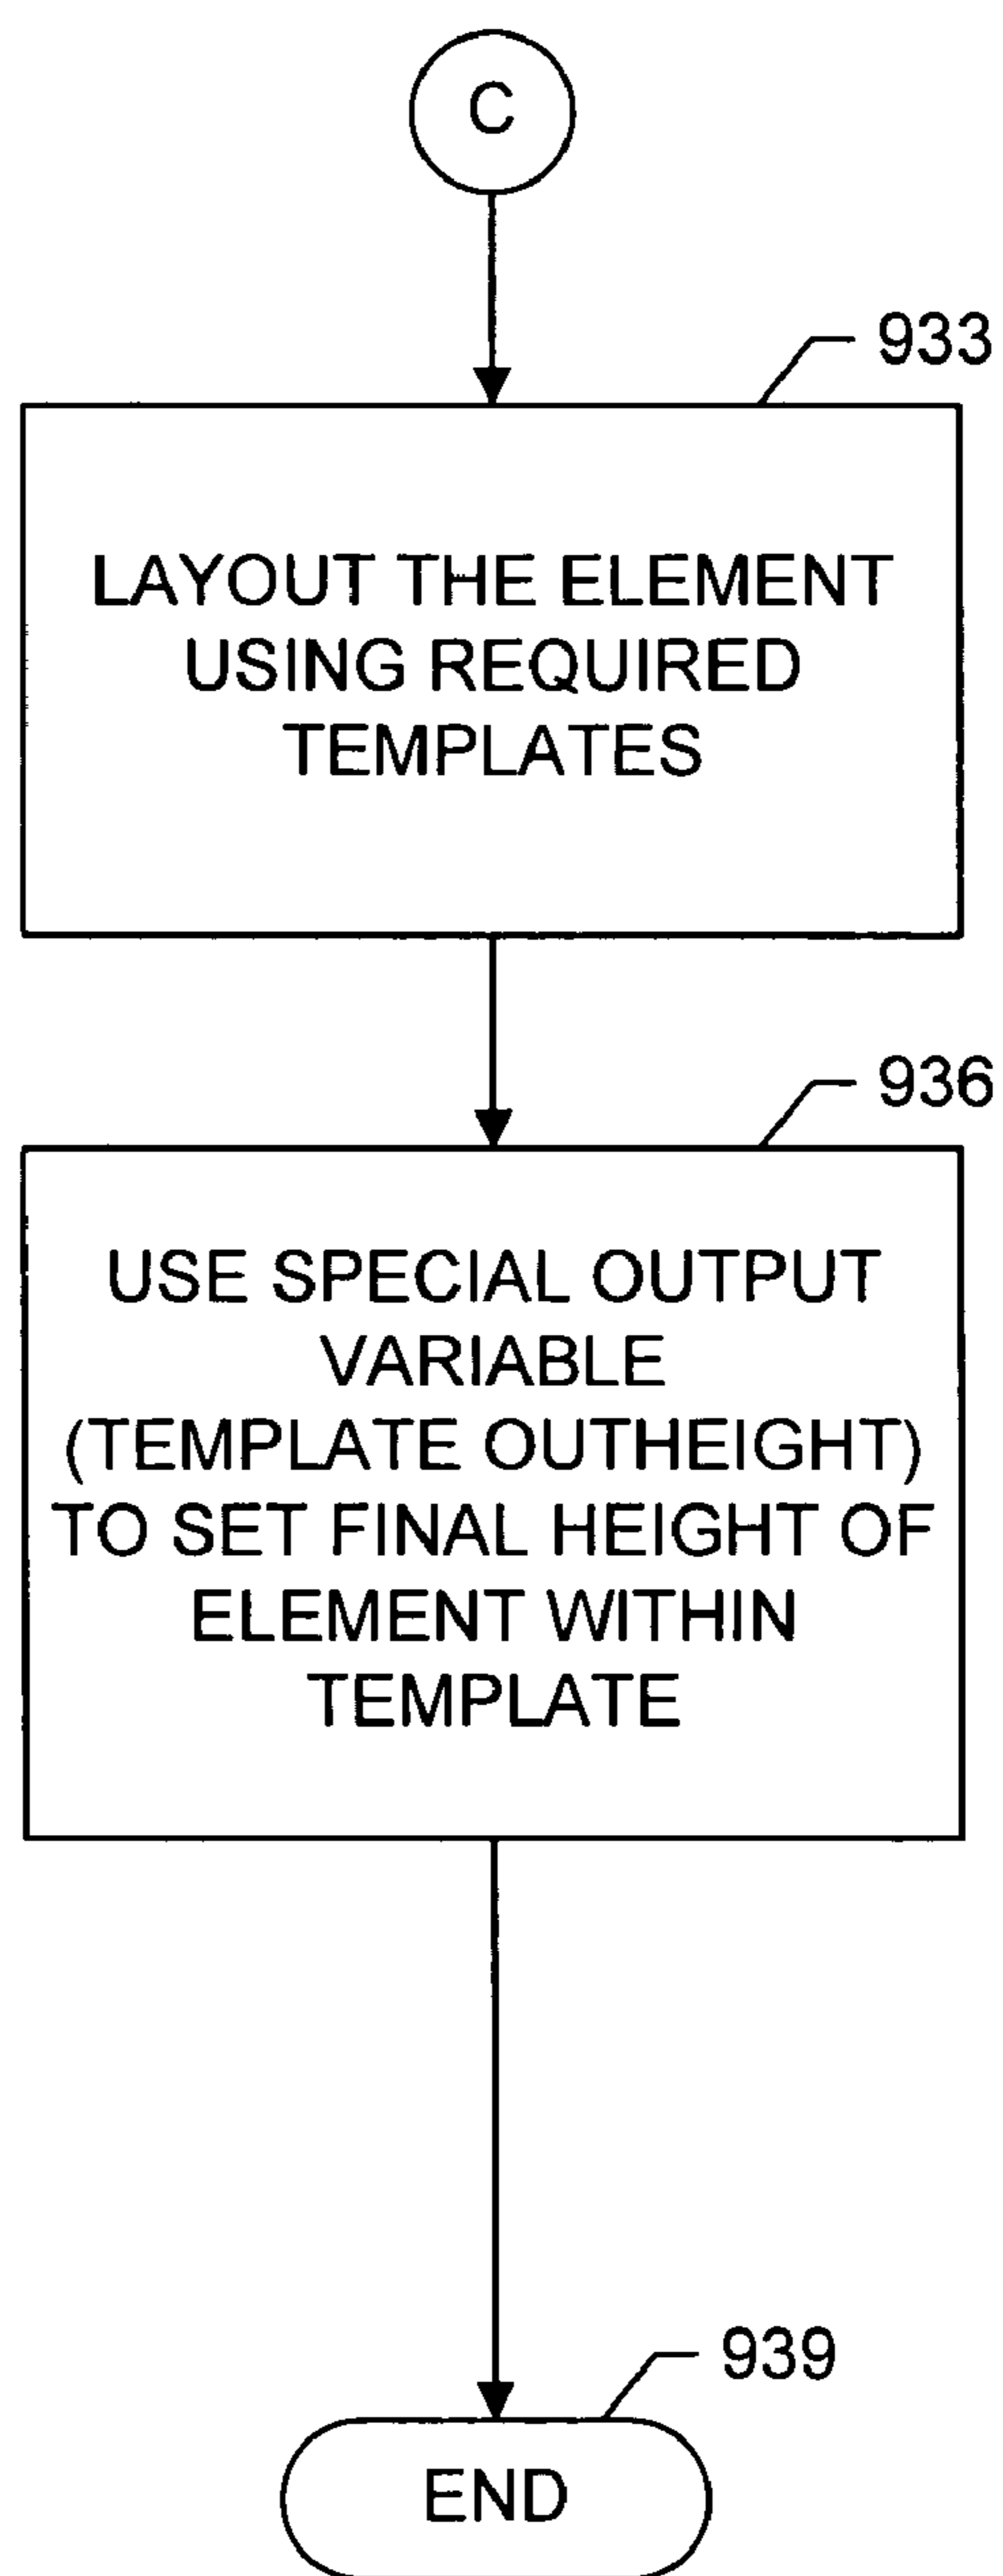 C
933
LAYOUT THE ELEMENT
USING REQUIRED
TEMPLATES
936
USE SPECIAL OUTPUT
VARIABLE
(TEMPLATE OUTHEIGHT)
TO SET FINAL HEIGHT OF
ELEMENT WITHIN
TEMPLATE
939
END